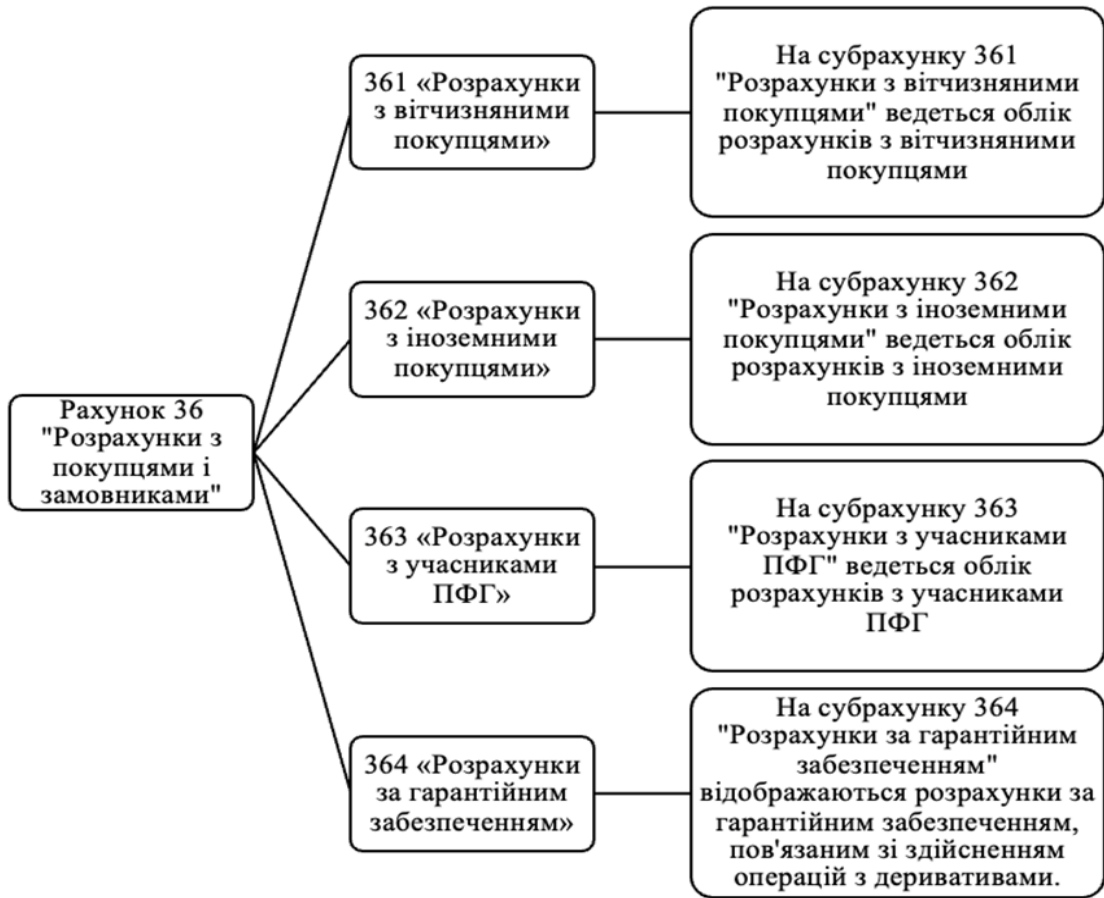 Рахунок 36
"Розрахунки з
покупцями і
замовниками"
361 «Розрахунки
з вітчизняними
покупцями»
На субрахунку 361
"Розрахунки з вітчизняними
покупцями" ведеться облік
розрахунків з вітчизняними
покупцями
362 «Розрахунки
з іноземними
покупцями»
На субрахунку 362
"Розрахунки з іноземними
покупцями" ведеться облік
розрахунків з іноземними
покупцями
363 «Розрахунки
з учасниками
ПФГ»
На субрахунку 363
"Розрахунки з учасниками
ПФГ" ведеться облік
розрахунків з учасниками
ПФГ
364 «Розрахунки
за гарантійним
забезпеченням»
На субрахунку 364
"Розрахунки за гарантійним
забезпеченням"
відображаються розрахунки за
гарантійним забезпеченням,
пов'язаним зі здійсненням
операцій з деривативами.